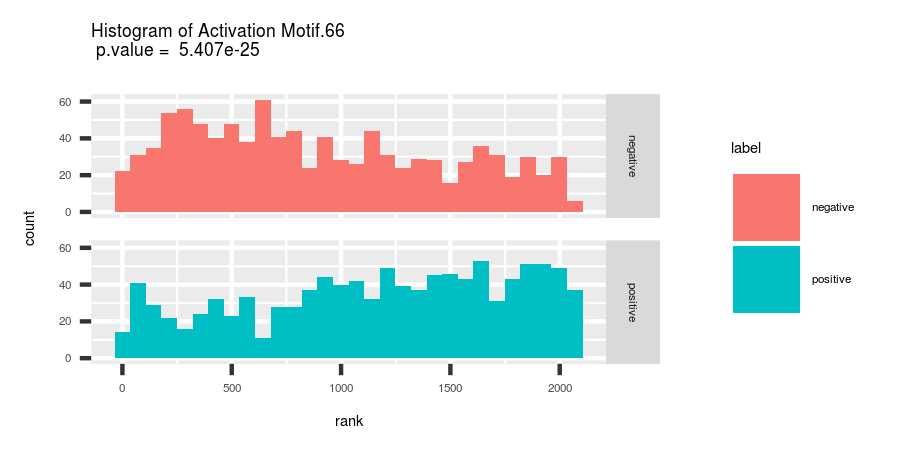 Histogram of Activation Motif.66
p.value = 5.407e-25
count
60
40
20
0
negative
60
40
20
0
positive
0 500 1000 1500 2000
rank
label
negative
positive